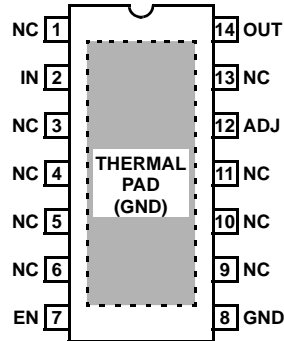 NC 1 14 OUT
IN 2 13 NC
NC 3 12 ADJ
NC 4 11 NC
THERMAL
PAD
(GND)
NC 5 10 NC
NC 6 9 NC
EN 7 8 GND